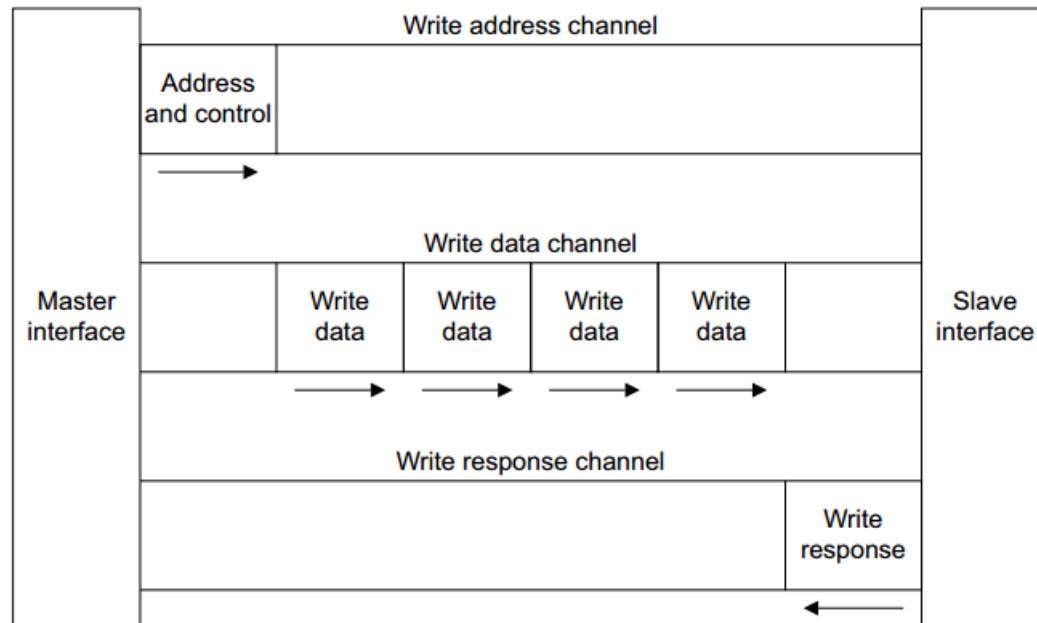 Write address channel
Address
and control
Write data channel
Master
interface
Write
data
Write
data
Write
data
Write
data
Slave
interface
Write response channel
Write
response